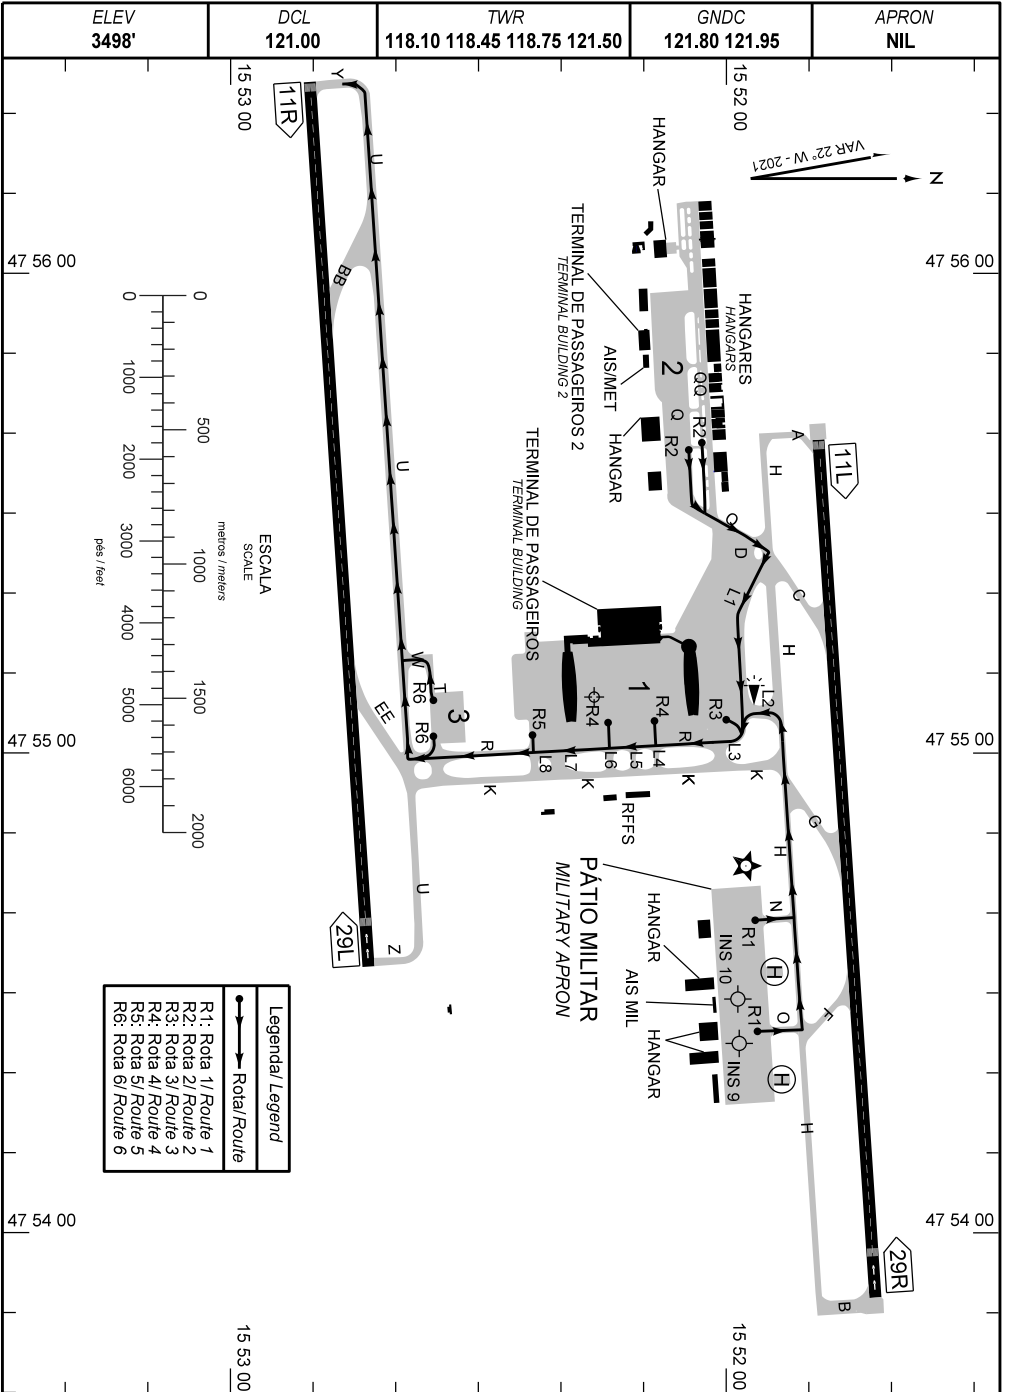 ELEV
3498'
DCL
121.00
TWR
118.10 118.45 118.75 121.50
GNDC
121.80 121.95
APRON
NIL
15 53 00
15 52 00
Y
11R
U
BB
HANGAR
VAR 22° W - 2021
N
47 56 00
47 56 00
TERMINAL DE PASSAGEIROS 2
TERMINAL BUILDING 2
AIS/MET
HANGAR
HANGARES
HANGARS
2
QQ
Q
R2
R2
Q
D
L1
A
H
11L
C
H
L2
TERMINAL DE PASSAGEIROS
TERMINAL BUILDING
1
R3
R4
R4
R5
L3
L4
L5
L6
L7
L8
R
R
K
K
K
K
U
W
T
R6
R6
3
EE
47 55 00
47 55 00
0
500
1000
1500
2000
metros / meters
0
1000
2000
3000
4000
5000
6000
pés / feet
ESCALA
SCALE
RFFS
G
H
PÁTIO MILITAR
MILITARY APRON
HANGAR
AIS MIL
HANGAR
N
R1
INS 10
H
R1
O
INS 9
H
F
H
U
Z
29L
Legenda/ Legend
Rota/ Route
R1: Rota 1/ Route 1
R2: Rota 2/ Route 2
R3: Rota 3/ Route 3
R4: Rota 4/ Route 4
R5: Rota 5/ Route 5
R6: Rota 6/ Route 6
47 54 00
47 54 00
29R
B
15 53 00
15 52 00